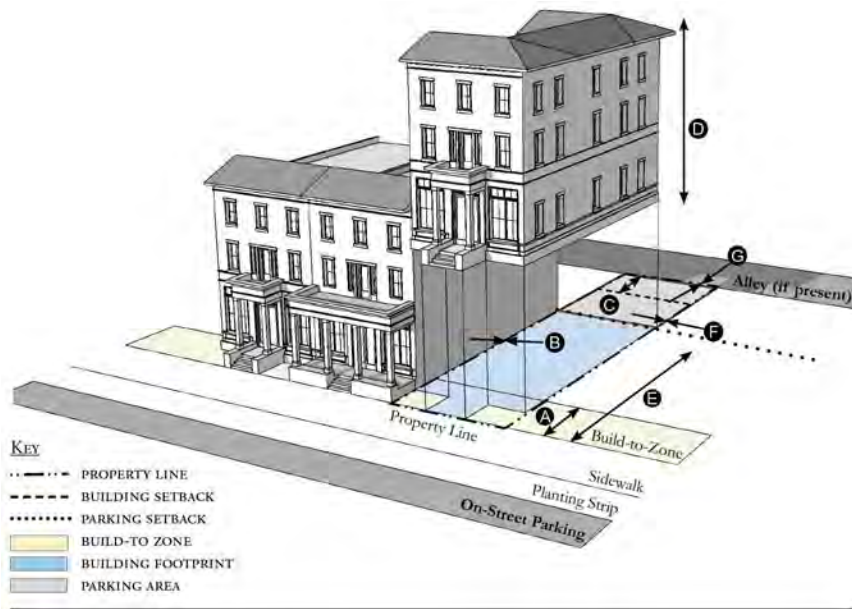 D
G
Alley (if present)
C
F
B
E
A
Property Line
Build-to-Zone
Sidewalk
Planting Strip
On-Street Parking
KEY
PROPERTY LINE
BUILDING SETBACK
PARKING SETBACK
BUILD-TO ZONE
BUILDING FOOTPRINT
PARKING AREA